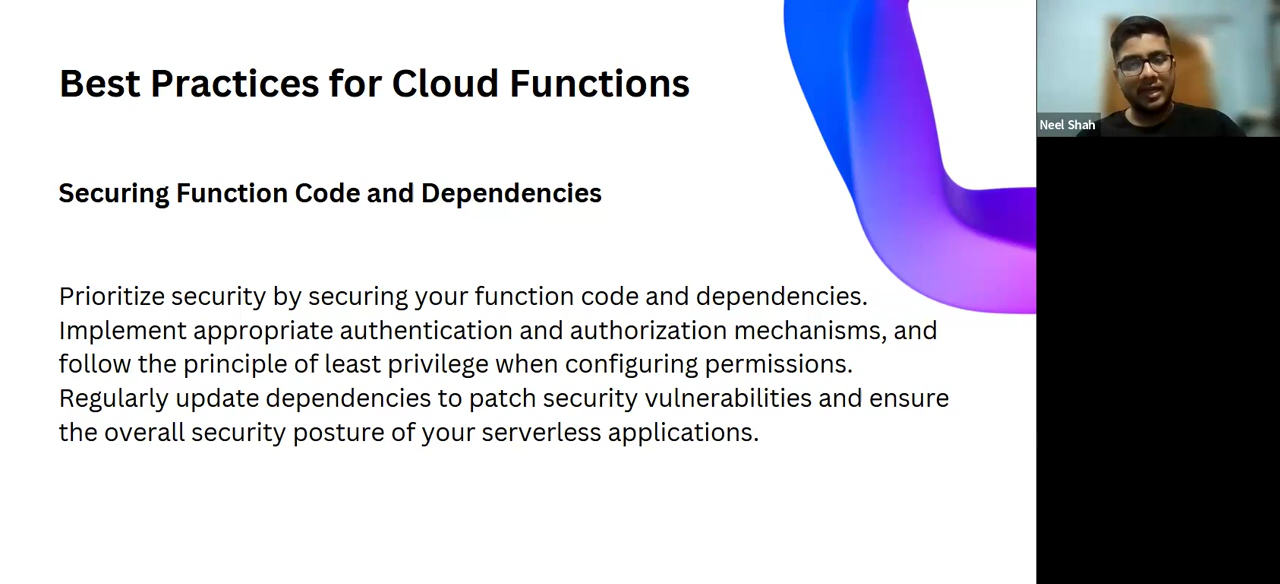 Best Practices for Cloud Functions
Securing Function Code and Dependencies
Prioritize security by securing your function code and dependencies.
Implement appropriate authentication and authorization mechanisms, and
follow the principle of least privilege when configuring permissions.
Regularly update dependencies to patch security vulnerabilities and ensure
the overall security posture of your serverless applications.
Neel Shah